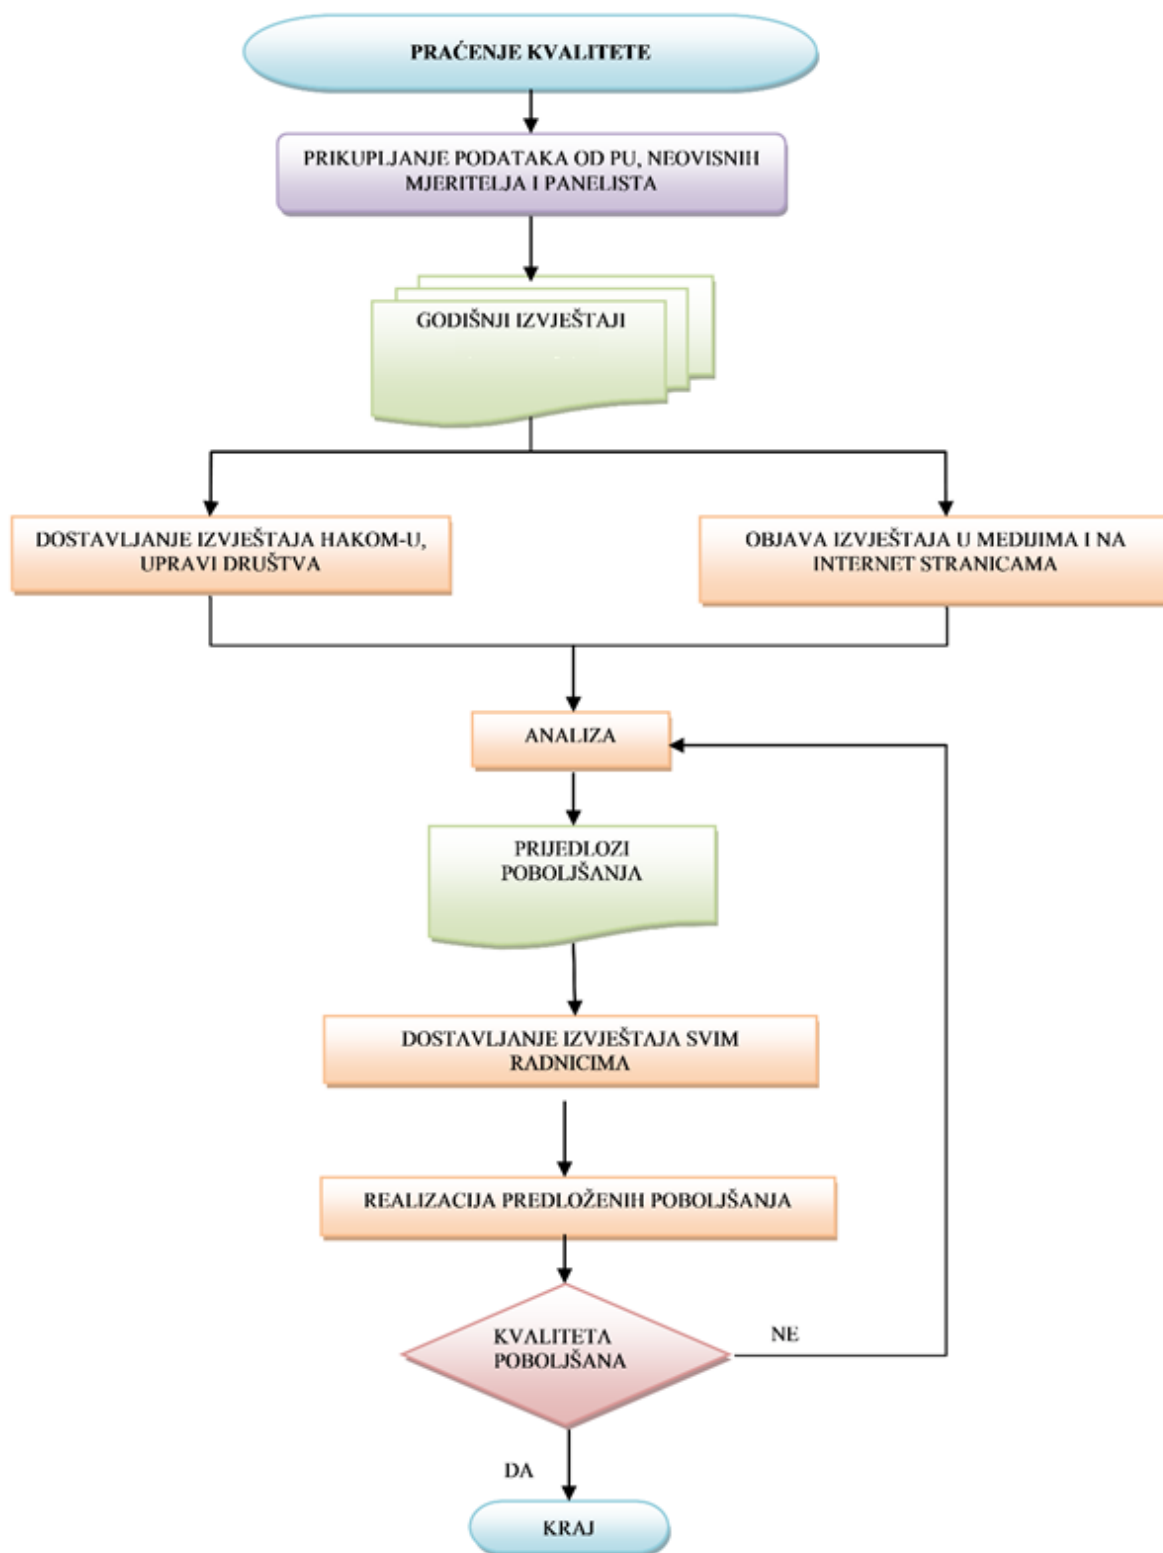 PRAĆENJE KVALITETE
PRIKUPLJANJE PODATAKA OD PU, NEOVISNIH
MJERITELJA I PANELISTA
GODIŠNJI IZVJEŠTAJI
DOSTAVLJANJE IZVJEŠTAJA HAKOM-U,
UPRAVI DRUŠTVA
OBJAVA IZVJEŠTAJA U MEDIJIMA I NA
INTERNET STRANICAMA
ANALIZA
PRIJEDLOZI
POBOLJŠANJA
DOSTAVLJANJE IZVJEŠTAJA SVIM
RADNICIMA
REALIZACIJA PREDLOŽENIH POBOLJŠANJA
KVALITETA
POBOLJŠANA
NE
DA
KRAJ